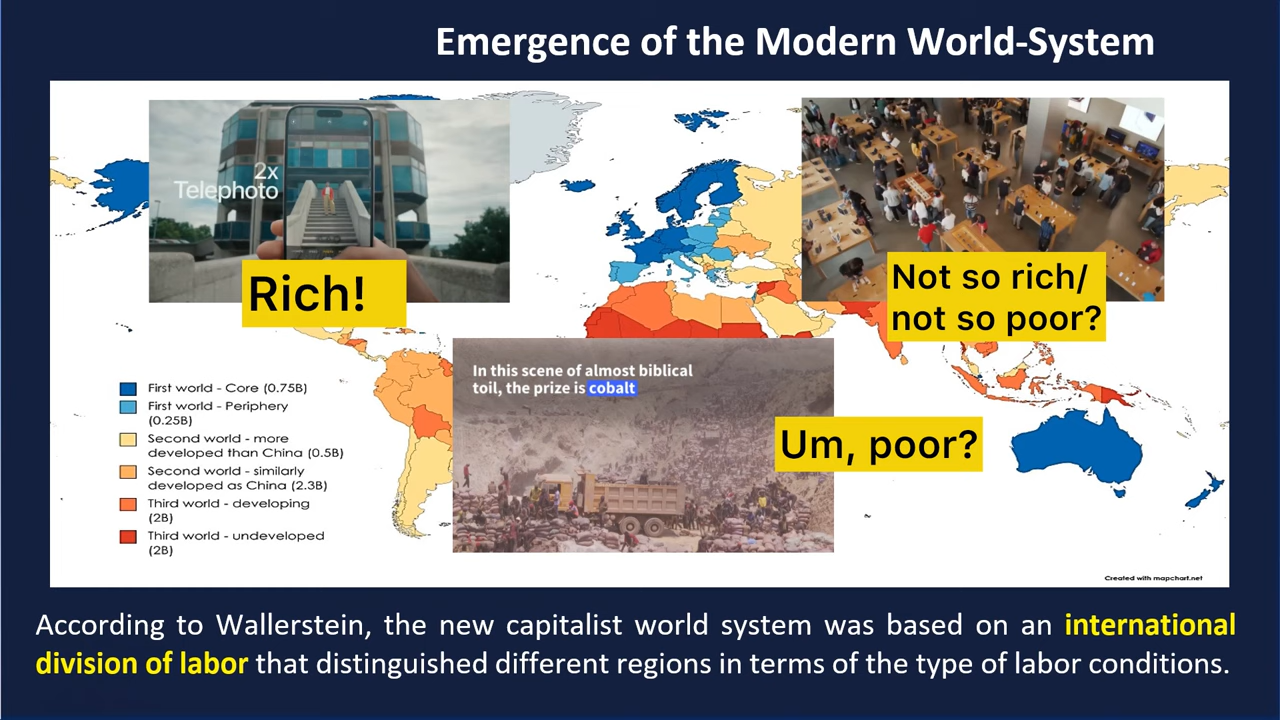 Emergence of the Modern World-System
2x
Telephoto
Rich!
Not so rich/
not so poor?
In this scene of almost biblical
toil, the prize is cobalt
Um, poor?
First world - Core (0.75B)
First world - Periphery
(0.25B)
Second world - more
developed than China (0.5B)
Second world - similarly
developed as China (2.3B)
Third world - developing
(2B)
Third world - undeveloped
(2B)
Created with mapchart.net
According to Wallerstein, the new capitalist world system was based on an international
division of labor that distinguished different regions in terms of the type of labor conditions.